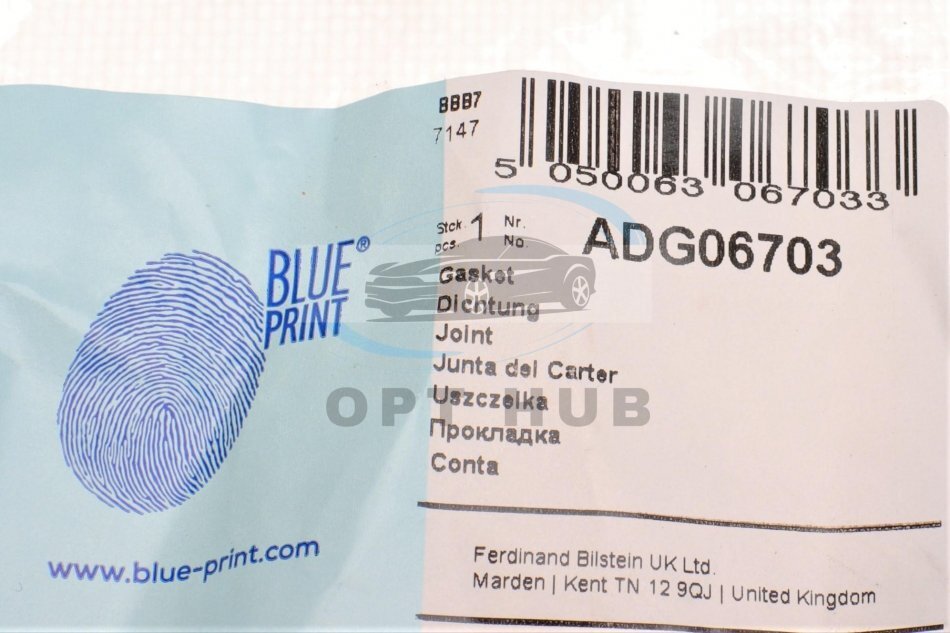 BBB7
7147
5 050063 067033
Stck. 1 Nr.
pcs. No.
ADG06703
BLUE®
PRINT
Gasket
Dichtung
Joint
Junta del Carter
Uszczelka
Прокладка
Conta
OPT HUB
www.blue-print.com
Ferdinand Bilstein UK Ltd.
Marden | Kent TN 12 9QJ | United Kingdom